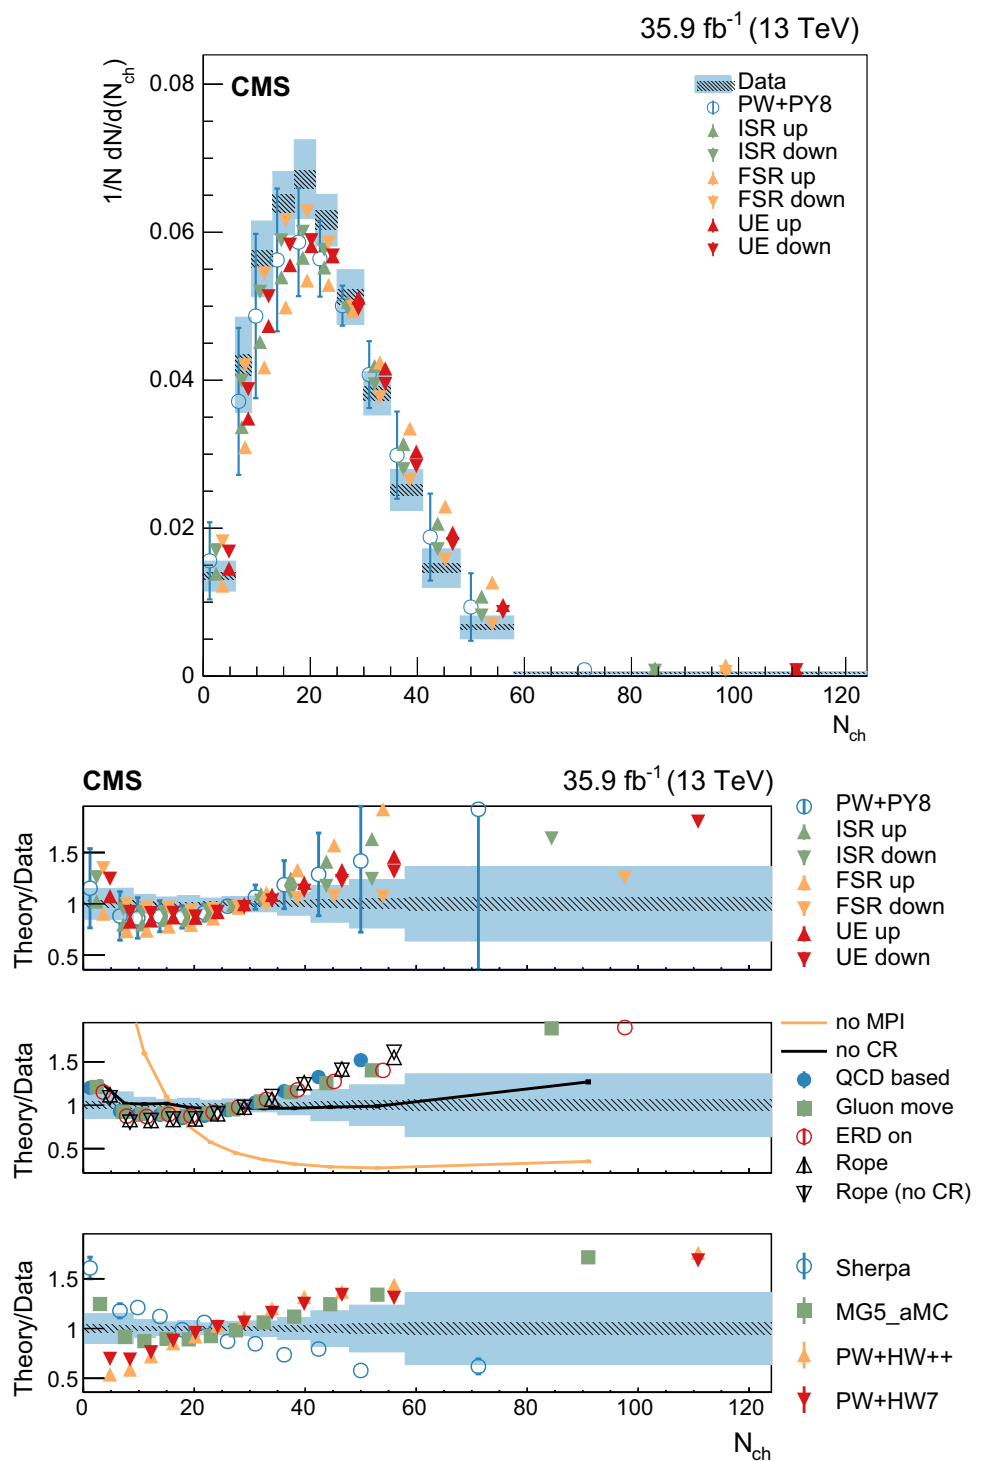 35.9 fb⁻¹ (13 TeV)
1/N dN/d(N_ch)
CMS
Data
PW+PY8
ISR up
ISR down
FSR up
FSR down
UE up
UE down
0.08
0.06
0.04
0.02
0
0 20 40 60 80 100 120
N_ch
CMS 35.9 fb⁻¹ (13 TeV)
Theory/Data
1.5
1
0.5
PW+PY8
ISR up
ISR down
FSR up
FSR down
UE up
UE down
Theory/Data
1.5
1
0.5
no MPI
no CR
QCD based
Gluon move
ERD on
Rope
Rope (no CR)
Theory/Data
1.5
1
0.5
Sherpa
MG5_aMC
PW+HW++
PW+HW7
0 20 40 60 80 100 120
N_ch